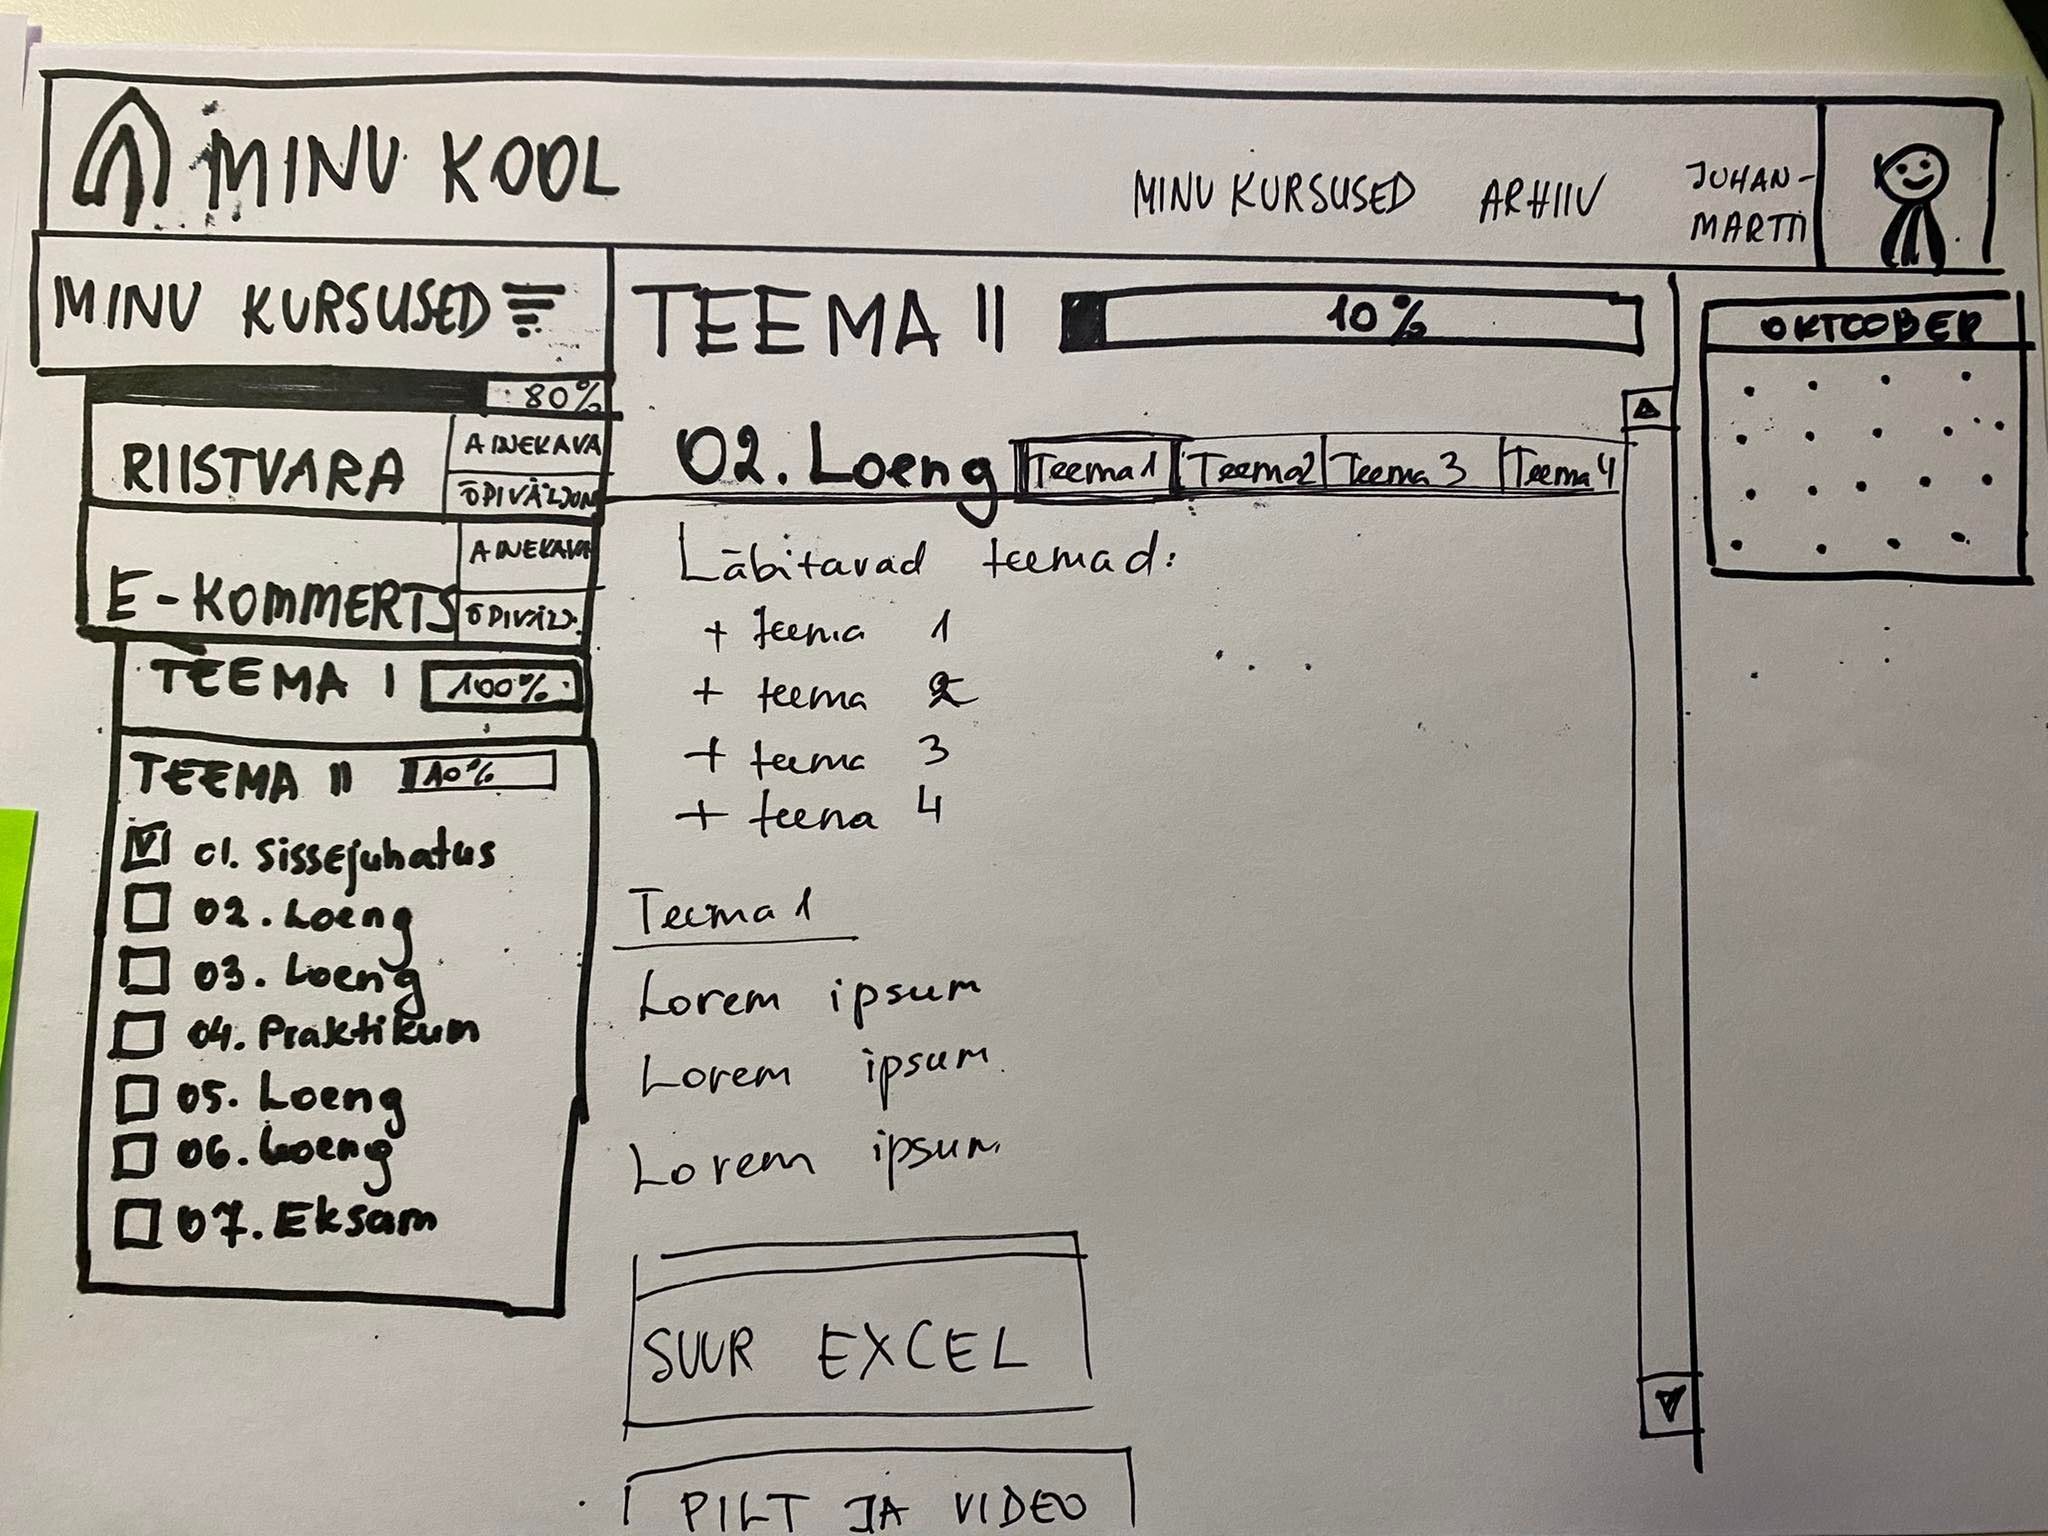 MINU KOOL
MINU KURSUSED
ARHIIV
JUHAN-
MARTTI
MINU KURSUSED
80%
RIISTVARA
AINEKAVA
ÕPIVÄLJUN
E-KOMMERTS
AINEKAVA
ÕPIVÄLJ.
TEEMA I 100%
TEEMA II 10%
01. Sissejuhatus
02. Loeng
03. Loeng
04. Praktikum
05. Loeng
06. Loeng
07. Eksam
TEEMA II 10%
02. Loeng Teema 1 Teema 2 Teema 3 Teema 4
Läbitavad teemad:
+ teema 1
+ teema 2
+ teema 3
+ teema 4
Teema 1
Lorem ipsum
Lorem ipsum
Lorem ipsum
SUUR EXCEL
PILT JA VIDEO
OKTOOBER